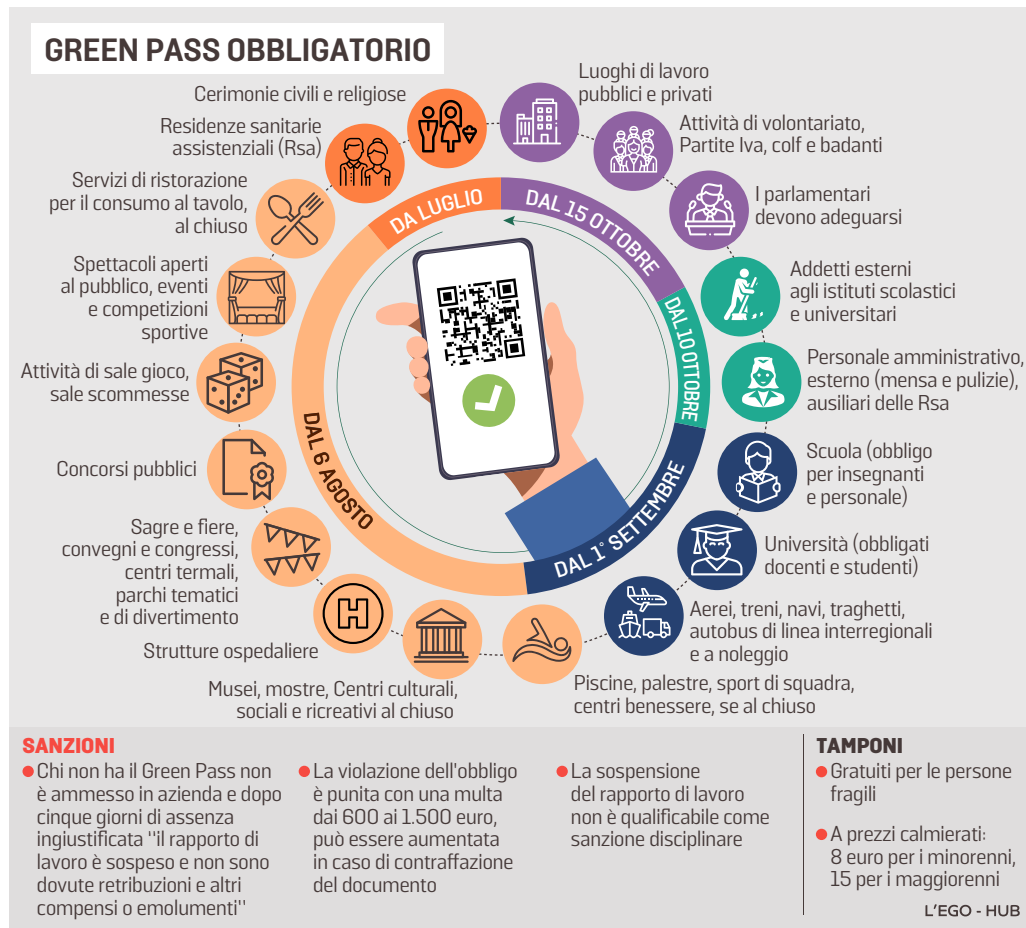 GREEN PASS OBBLIGATORIO
Cerimonie civili e religiose
Residenze sanitarie
assistenziali (Rsa)
Servizi di ristorazione
per il consumo al tavolo,
al chiuso
Spettacoli aperti
al pubblico, eventi
e competizioni
sportive
Attività di sale gioco,
sale scommesse
Concorsi pubblici
Sagre e fiere,
convegni e congressi,
centri termali,
parchi tematici
e di divertimento
Strutture ospedaliere
Musei, mostre, Centri culturali,
sociali e ricreativi al chiuso
Luoghi di lavoro
pubblici e privati
Attività di volontariato,
Partite Iva, colf e badanti
I parlamentari
devono adeguarsi
Addetti esterni
agli istituti scolastici
e universitari
Personale amministrativo,
esterno (mensa e pulizie),
ausiliari delle Rsa
Scuola (obbligo
per insegnanti
e personale)
Università (obbligati
docenti e studenti)
Aerei, treni, navi, traghetti,
autobus di linea interregionali
e a noleggio
Piscine, palestre, sport di squadra,
centri benessere, se al chiuso
DA LUGLIO
DAL 15 OTTOBRE
DAL 10 OTTOBRE
DAL 1° SETTEMBRE
DAL 6 AGOSTO
H
SANZIONI
Chi non ha il Green Pass non
è ammesso in azienda e dopo
cinque giorni di assenza
ingiustificata "il rapporto di
lavoro è sospeso e non sono
dovute retribuzioni e altri
compensi o emolumenti"
La violazione dell'obbligo
è punita con una multa
dai 600 ai 1.500 euro,
può essere aumentata
in caso di contraffazione
del documento
La sospensione
del rapporto di lavoro
non è qualificabile come
sanzione disciplinare
TAMPONI
Gratuiti per le persone
fragili
A prezzi calmierati:
8 euro per i minorenni,
15 per i maggiorenni
L'EGO - HUB